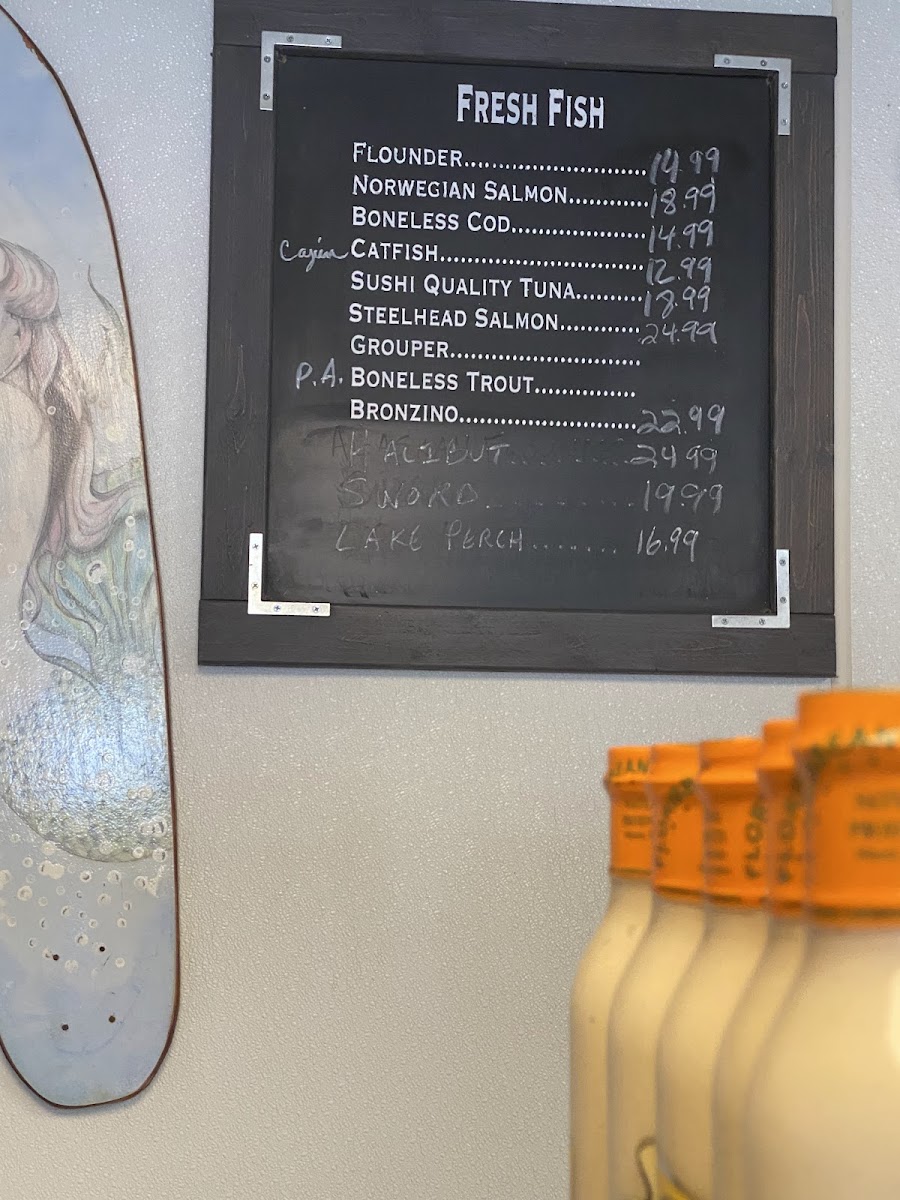 FRESH FISH
FLOUNDER............................14.99
NORWEGIAN SALMON............18.99
BONELESS COD.....................14.99
Cajun CATFISH................................12.99
SUSHI QUALITY TUNA..........18.99
STEELHEAD SALMON.............24.99
GROUPER..............................
P.A. BONELESS TROUT................
BRONZINO............................22.99
HALIBUT............24.99
SWORD............19.99
LAKE PERCH........16.99